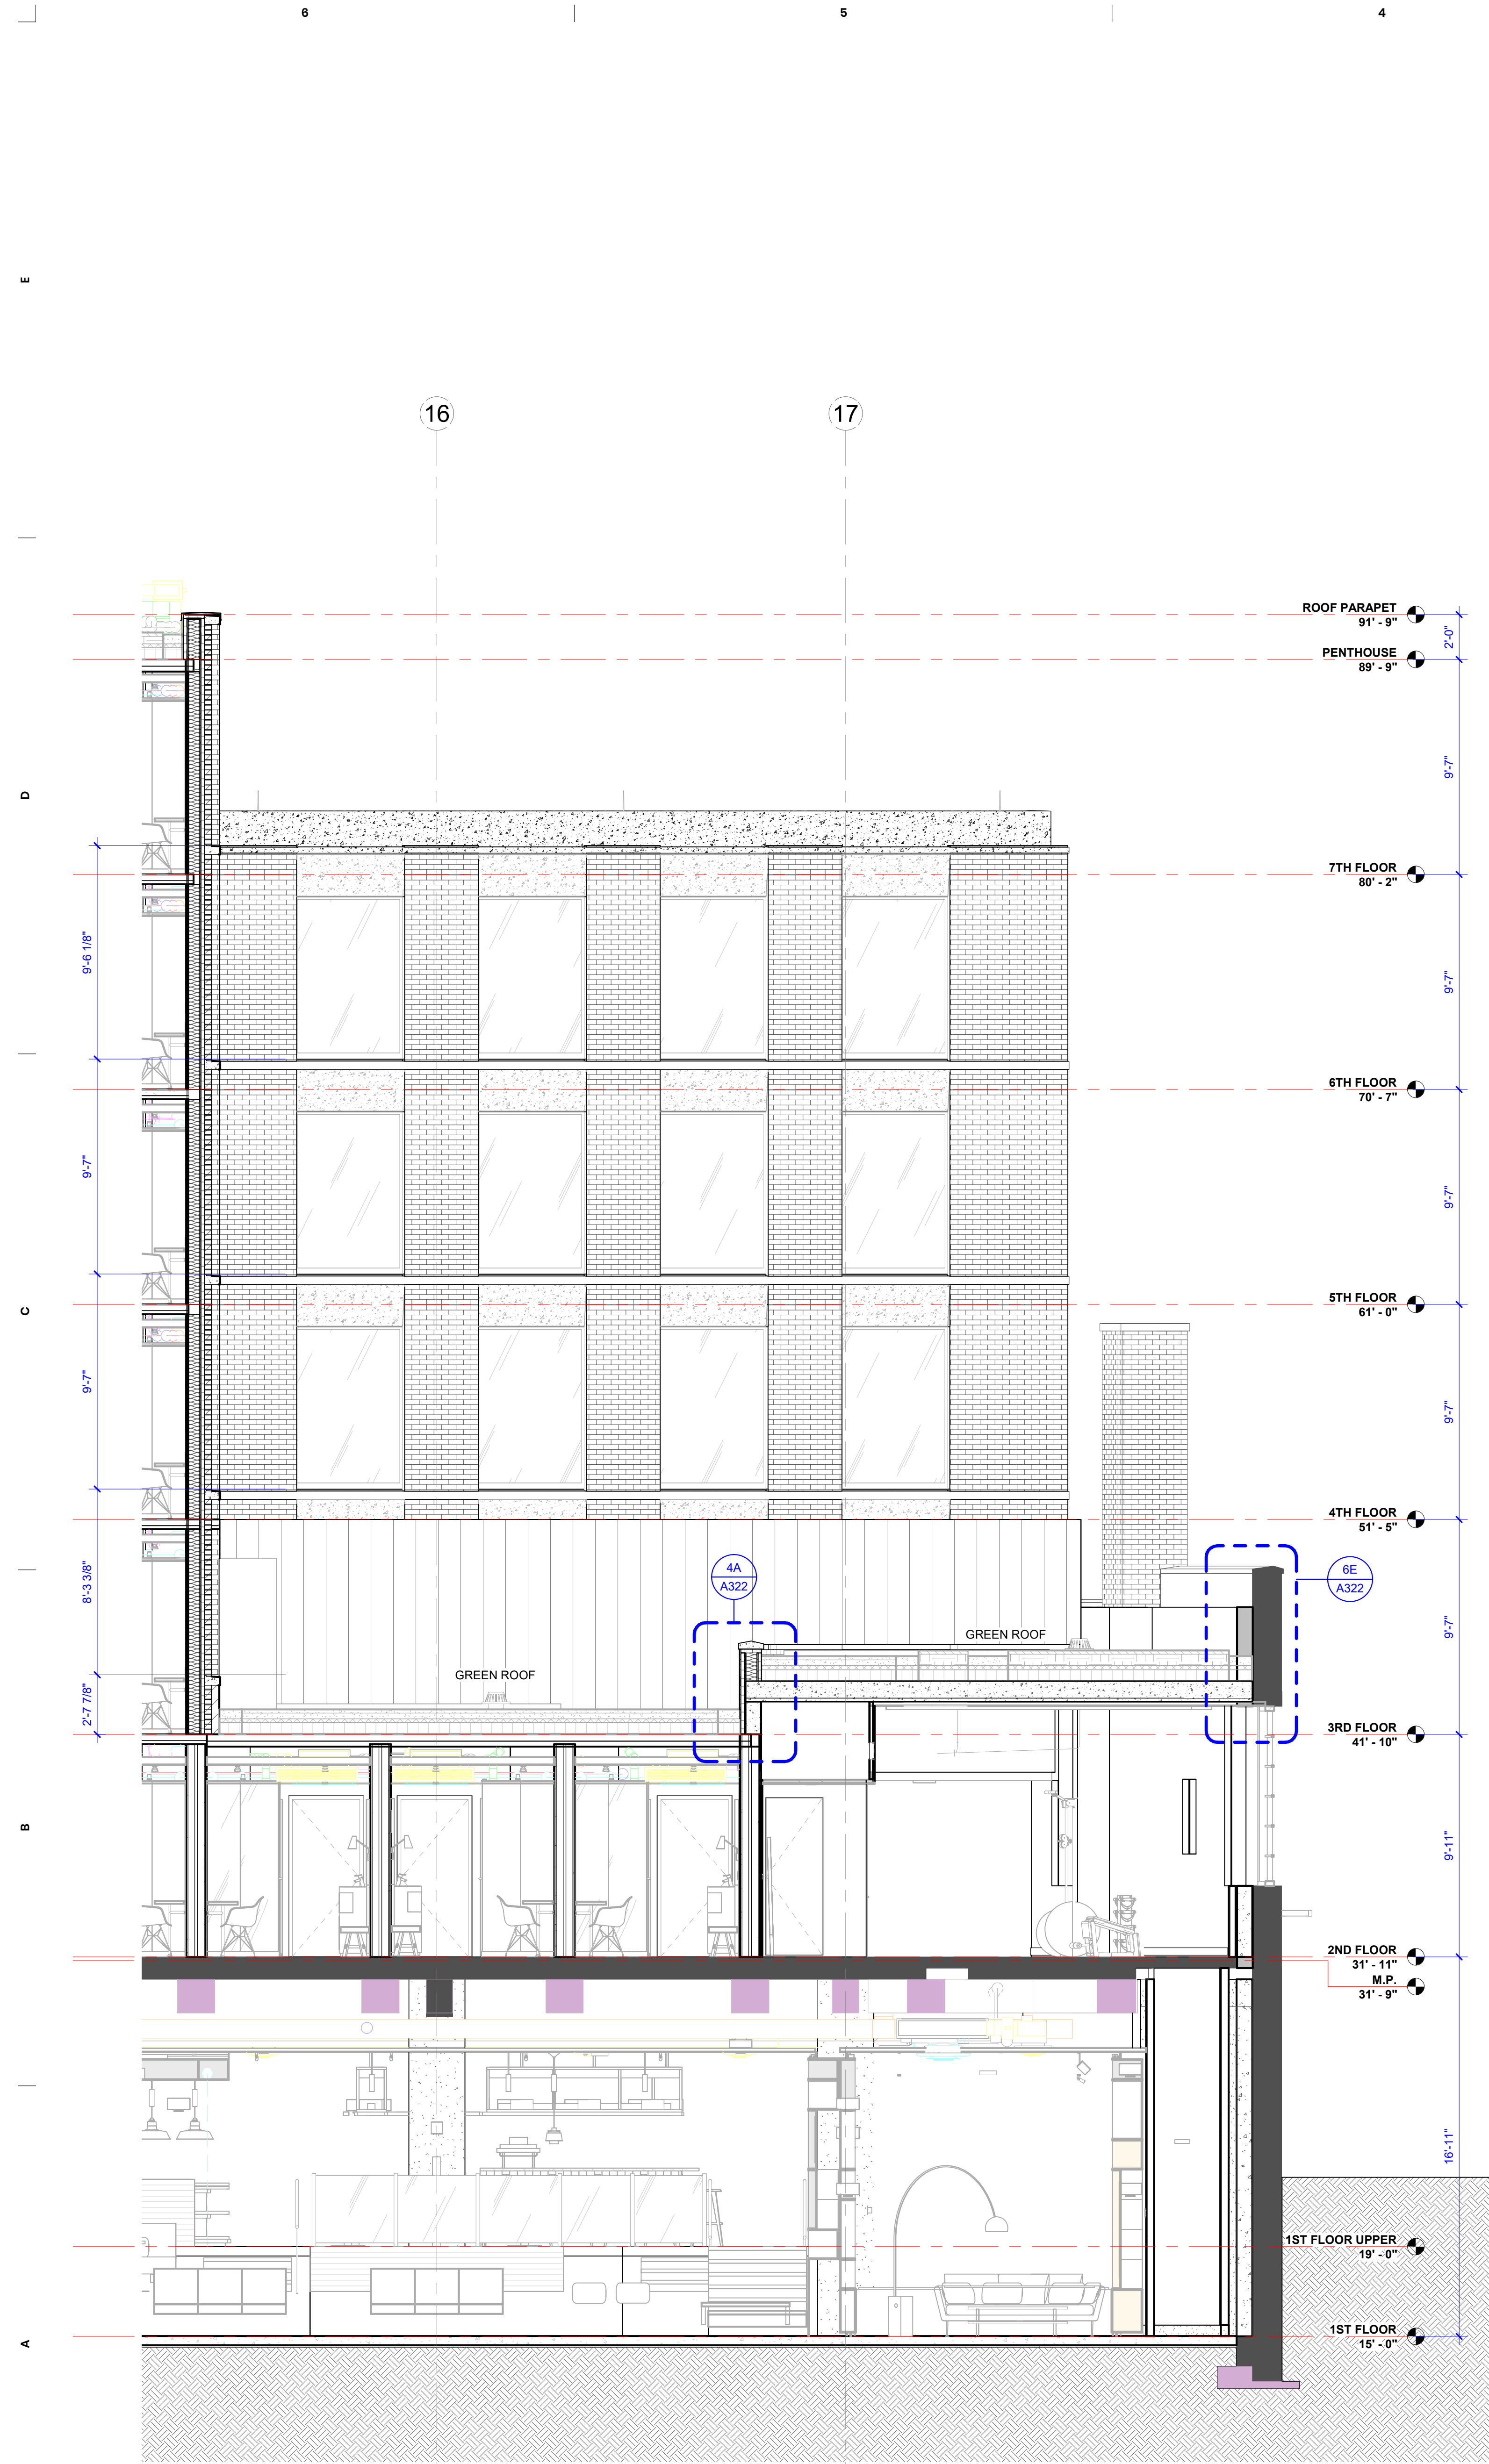 6
5
4
E
16
17
ROOF PARAPET
91' - 9"
2'-0"
PENTHOUSE
89' - 9"
9'-7"
D
7TH FLOOR
80' - 2"
9'-6 1/8"
9'-7"
6TH FLOOR
70' - 7"
9'-7"
9'-7"
C
5TH FLOOR
61' - 0"
9'-7"
9'-7"
4TH FLOOR
51' - 5"
4A
A322
6E
A322
8'-3 3/8"
9'-7"
GREEN ROOF
GREEN ROOF
2'-7 7/8"
3RD FLOOR
41' - 10"
B
9'-11"
2ND FLOOR
31' - 11"
M.P.
31' - 9"
16'-11"
1ST FLOOR UPPER
19' - 0"
A
1ST FLOOR
15' - 0"